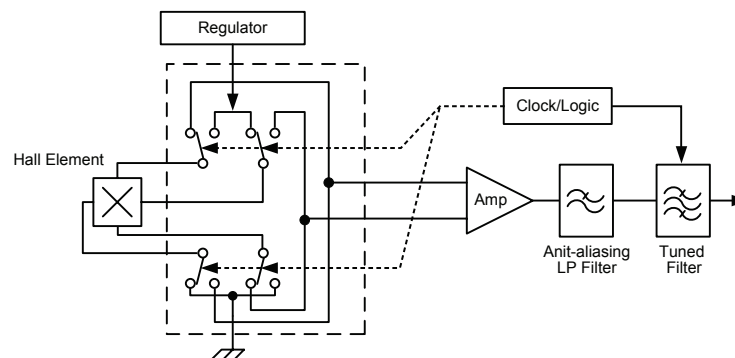 Regulator
Clock/Logic
Hall Element
Amp
Anit-aliasing
LP Filter
Tuned
Filter